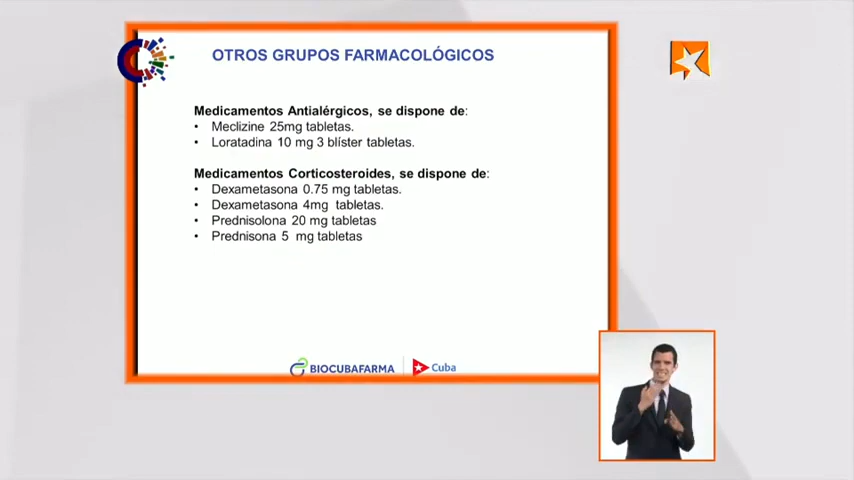 OTROS GRUPOS FARMACOLÓGICOS
Medicamentos Antialérgicos, se dispone de:
• Meclizine 25mg tabletas.
• Loratadina 10 mg 3 blíster tabletas.
Medicamentos Corticosteroides, se dispone de:
• Dexametasona 0.75 mg tabletas.
• Dexametasona 4mg tabletas.
• Prednisolona 20 mg tabletas
• Prednisona 5 mg tabletas
BIOCUBAFARMA
Cuba